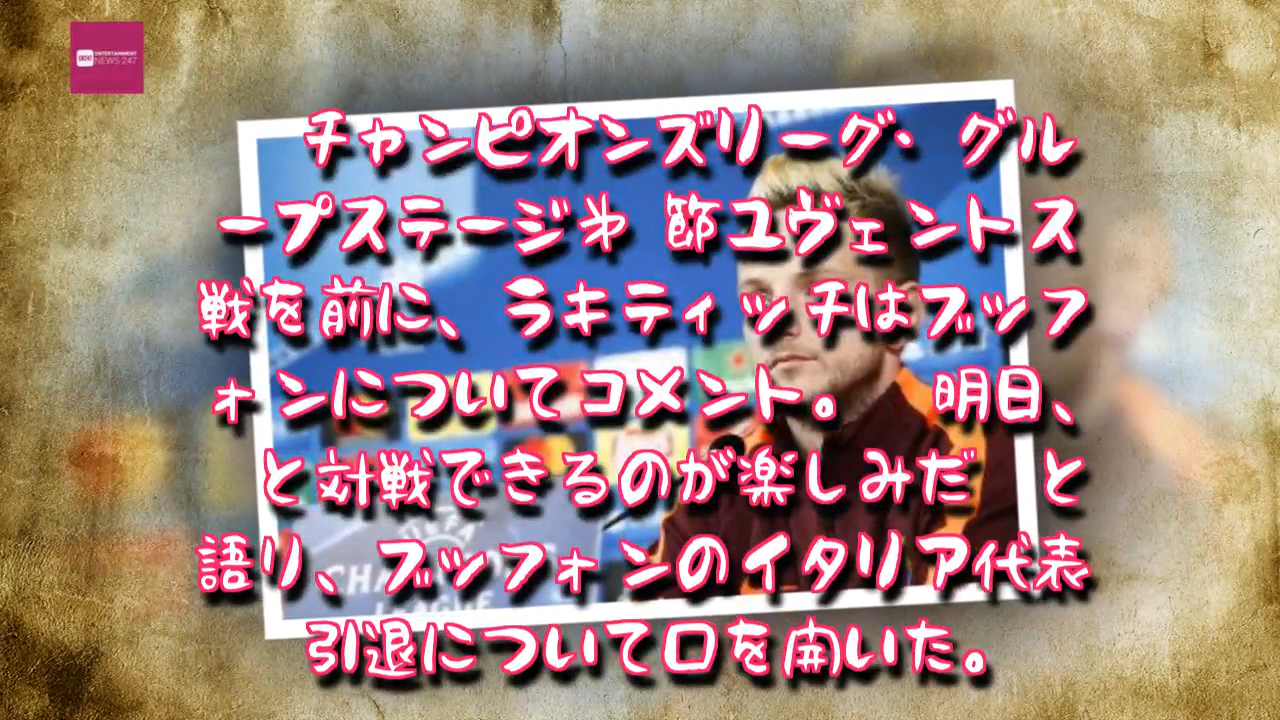 ENTERTAINMENT
NEWS 247
チャンピオンズリーグ・グル
ープステージ 節ユヴェントス
戦を前に、ラキティッチはブッフ
ォンについてコメント。 明日、
と対戦できるのが楽しみだ と
語り、ブッフォンのイタリア代表
引退について口を開いた。
UEFA
CHAMPIONS
LEAGUE